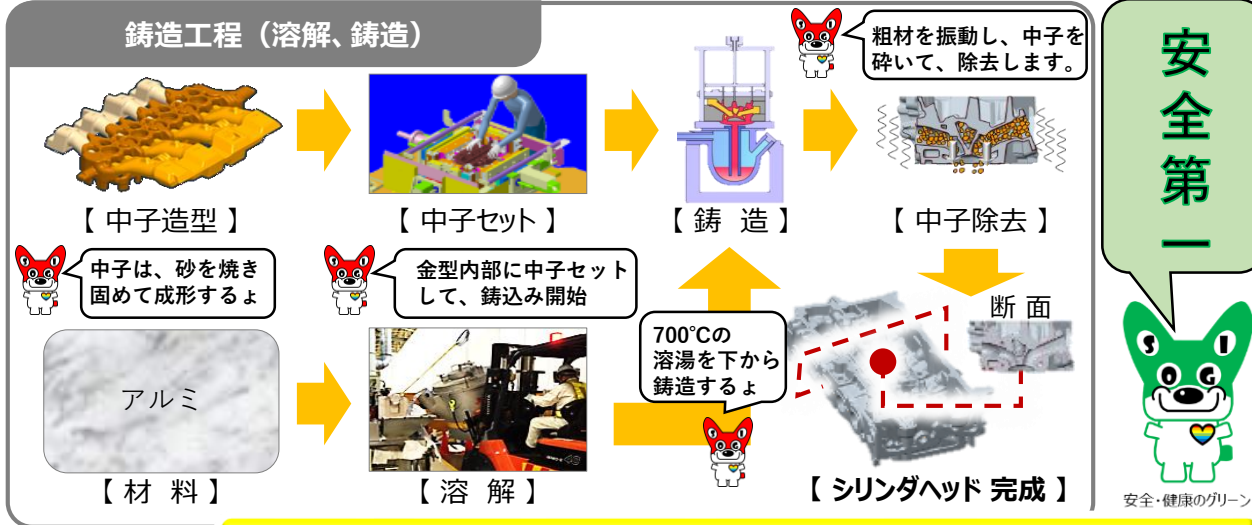 鋳造工程（溶解、鋳造）
粗材を振動し、中子を
砕いて、除去します。
【 中子造型 】
【 中子セット 】
【 鋳 造 】
【 中子除去 】
中子は、砂を焼き
固めて成形するょ
金型内部に中子セット
して、鋳込み開始
700℃の
溶湯を下から
鋳造するょ
断 面
アルミ
【 材 料 】
【 溶 解 】
【 シリンダヘッド 完成 】
安全第一
S I
O G
安全・健康のグリーン